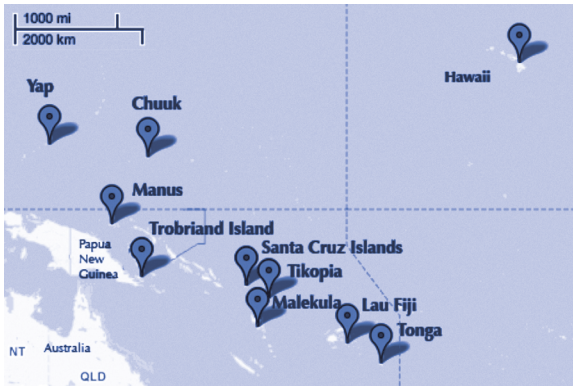 1000 mi
2000 km
Hawaii
Yap
Chuuk
Manus
Trobriand Island
Papua
New
Guinea
Santa Cruz Islands
Tikopia
Malekula
Lau Fiji
Tonga
NT
Australia
QLD